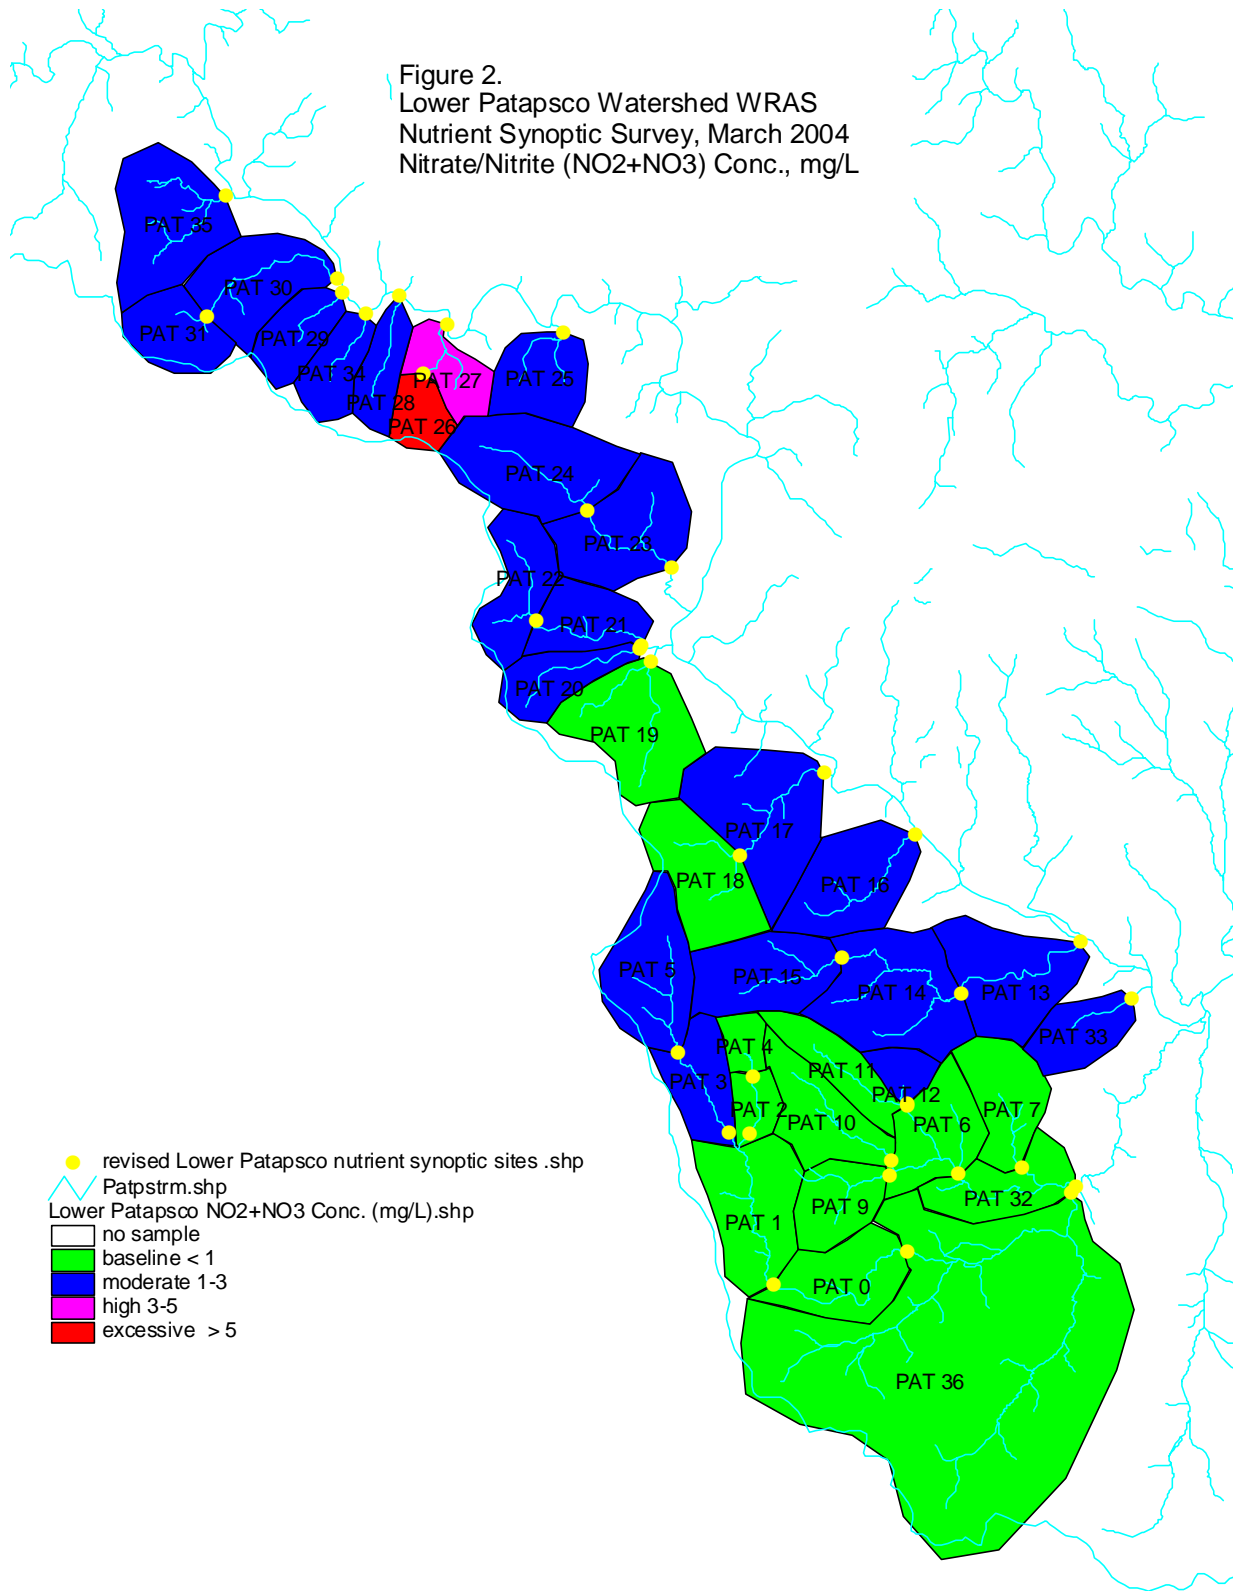 Figure 2.
Lower Patapsco Watershed WRAS
Nutrient Synoptic Survey, March 2004
Nitrate/Nitrite (NO2+NO3) Conc., mg/L
PAT 35
PAT 30
PAT 31
PAT 29
PAT 34
PAT 28
PAT 27
PAT 26
PAT 25
PAT 24
PAT 23
PAT 22
PAT 21
PAT 20
PAT 19
PAT 17
PAT 18
PAT 16
PAT 5
PAT 15
PAT 14
PAT 13
PAT 33
PAT 4
PAT 3
PAT 11
PAT 12
PAT 2
PAT 10
PAT 6
PAT 7
PAT 32
PAT 9
PAT 1
PAT 0
PAT 36
revised Lower Patapsco nutrient synoptic sites .shp
Patpstrm.shp
Lower Patapsco NO2+NO3 Conc. (mg/L).shp
no sample
baseline < 1
moderate 1-3
high 3-5
excessive > 5